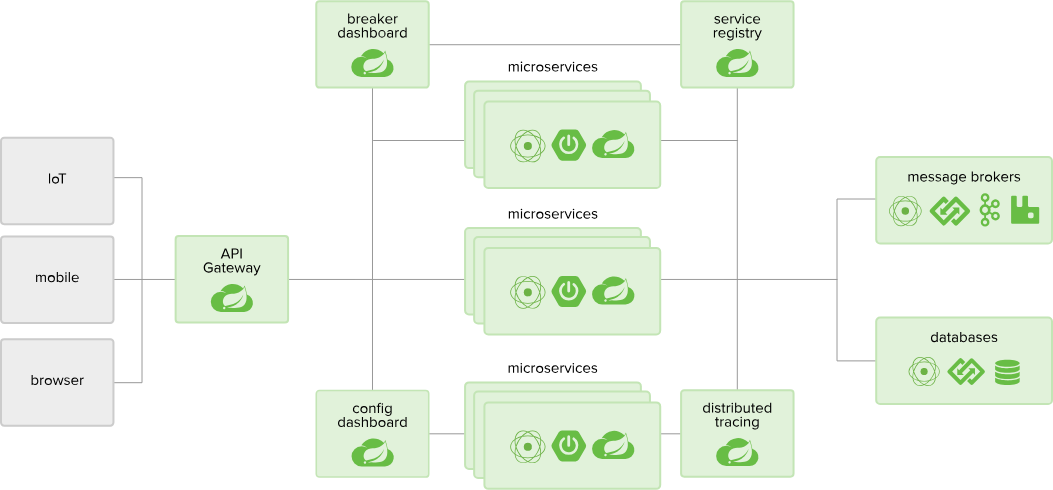 breaker
dashboard
service
registry
microservices
IoT
message brokers
microservices
API
Gateway
mobile
databases
microservices
browser
config
dashboard
distributed
tracing